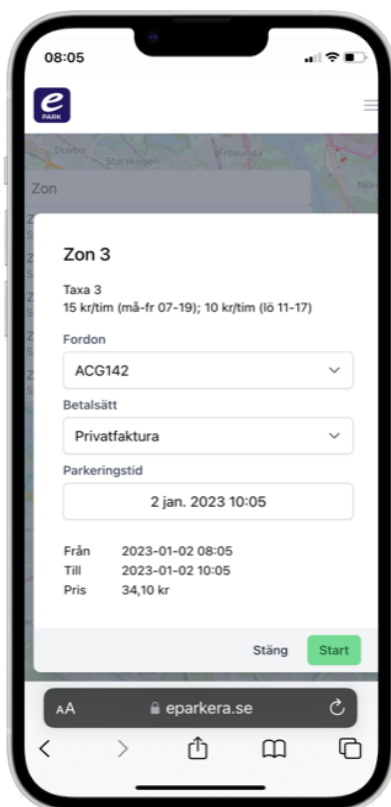 08:05
e
PARK
Duvbo
Storskogen
Frösunda
Zon
Zon 3
Taxa 3
15 kr/tim (må-fr 07-19); 10 kr/tim (lö 11-17)
Fordon
ACG142
Betalsätt
Privatfaktura
Parkeringstid
2 jan. 2023 10:05
Från 2023-01-02 08:05
Till 2023-01-02 10:05
Pris 34,10 kr
Stäng Start
AA eparkera.se